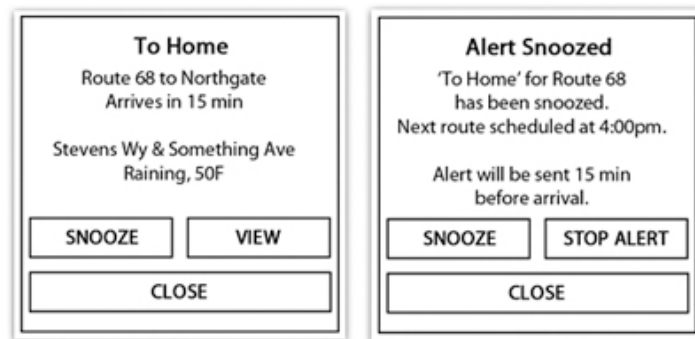 To Home
Route 68 to Northgate
Arrives in 15 min
Stevens Wy & Something Ave
Raining, 50F
SNOOZE
VIEW
CLOSE
Alert Snoozed
‘To Home’ for Route 68
has been snoozed.
Next route scheduled at 4:00pm.
Alert will be sent 15 min
before arrival.
SNOOZE
STOP ALERT
CLOSE